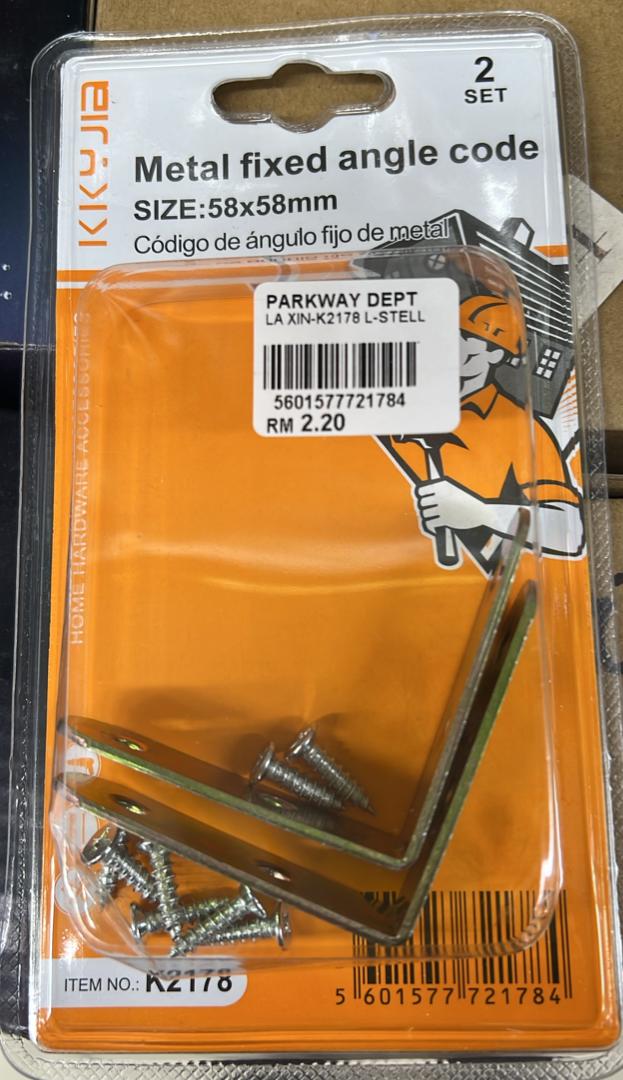 KKYJIA
2
SET
Metal fixed angle code
SIZE:58x58mm
Código de ángulo fijo de metal
PARKWAY DEPT
LA XIN-K2178 L-STELL
5601577721784
RM 2.20
HOME HARDWARE ACCESSORIES
ITEM NO.: K2178
5 601577 721784